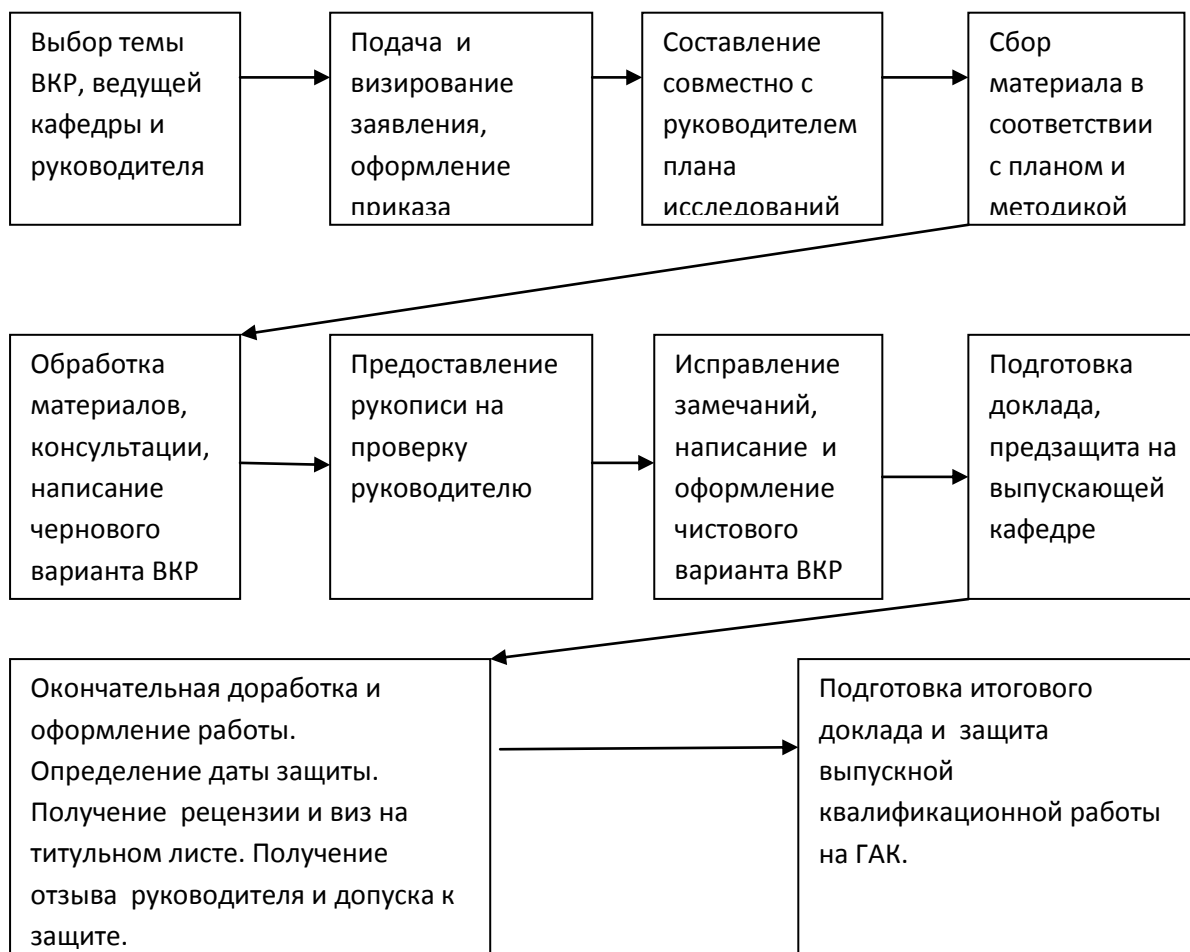 Выбор темы
ВКР, ведущей
кафедры и
руководителя
Подача и
визирование
заявления,
оформление
приказа
Составление
совместно с
руководителем
плана
исследований
Сбор
материала в
соответствии
с планом и
методикой
Обработка
материалов,
консультации,
написание
чернового
варианта ВКР
Предоставление
рукописи на
проверку
руководителю
Исправление
замечаний,
написание и
оформление
чистового
варианта ВКР
Подготовка
доклада,
предзащита на
выпускающей
кафедре
Окончательная доработка и
оформление работы.
Определение даты защиты.
Получение рецензии и виз на
титульном листе. Получение
отзыва руководителя и допуска к
защите.
Подготовка итогового
доклада и защита
выпускной
квалификационной работы
на ГАК.